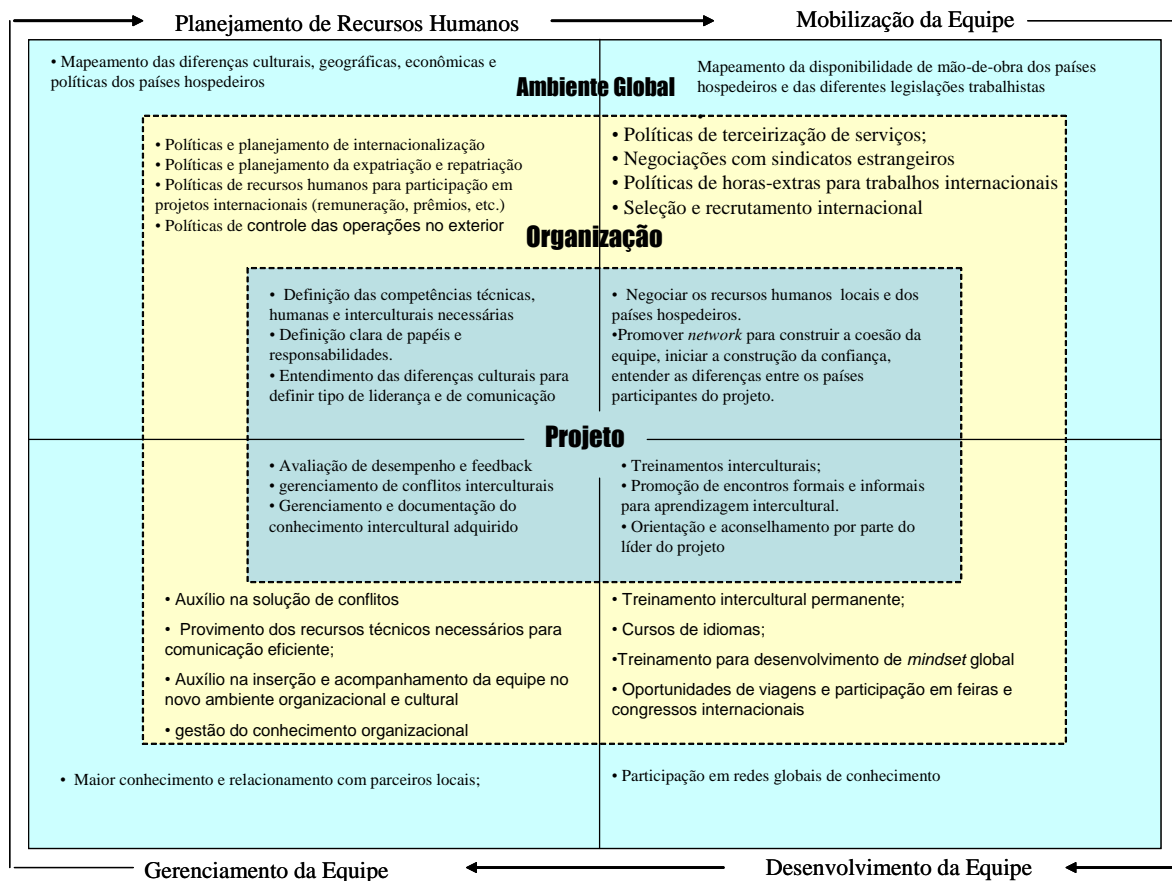 Planejamento de Recursos Humanos
Mobilização da Equipe
• Mapeamento das diferenças culturais, geográficas, econômicas e
políticas dos países hospedeiros
Mapeamento da disponibilidade de mão-de-obra dos países
hospedeiros e das diferentes legislações trabalhistas
Ambiente Global
• Políticas e planejamento de internacionalização
• Políticas e planejamento da expatriação e repatriação
• Políticas de recursos humanos para participação em
projetos internacionais (remuneração, prêmios, etc.)
• Políticas de controle das operações no exterior
•
• Políticas de terceirização de serviços;
• Negociações com sindicatos estrangeiros
• Políticas de horas-extras para trabalhos internacionais
• Seleção e recrutamento internacional
Organização
• Definição das competências técnicas,
humanas e interculturais necessárias
• Definição clara de papéis e
responsabilidades.
• Entendimento das diferenças culturais para
definir tipo de liderança e de comunicação
• Negociar os recursos humanos locais e dos
países hospedeiros.
•Promover network para construir a coesão da
equipe, iniciar a construção da confiança,
entender as diferenças entre os países
participantes do projeto.
Projeto
• Avaliação de desempenho e feedback
• gerenciamento de conflitos interculturais
• Gerenciamento e documentação do
conhecimento intercultural adquirido
• Treinamentos interculturais;
• Promoção de encontros formais e informais
para aprendizagem intercultural.
• Orientação e aconselhamento por parte do
líder do projeto
• Auxílio na solução de conflitos
• Provimento dos recursos técnicos necessários para
comunicação eficiente;
• Auxílio na inserção e acompanhamento da equipe no
novo ambiente organizacional e cultural
• gestão do conhecimento organizacional
• Treinamento intercultural permanente;
• Cursos de idiomas;
•Treinamento para desenvolvimento de mindset global
• Oportunidades de viagens e participação em feiras e
congressos internacionais
• Maior conhecimento e relacionamento com parceiros locais;
• Participação em redes globais de conhecimento
Gerenciamento da Equipe
Desenvolvimento da Equipe